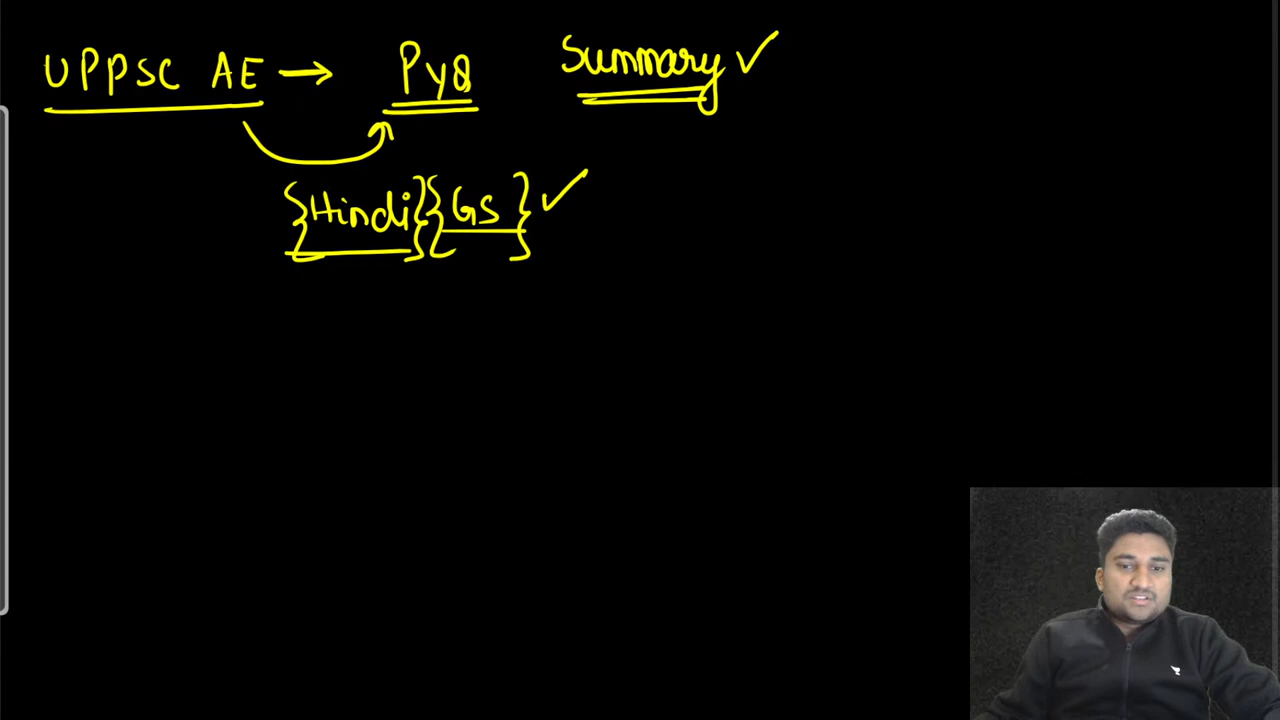 UPPSC AE → PYQ Summary ✓
{Hindi} {GS} ✓